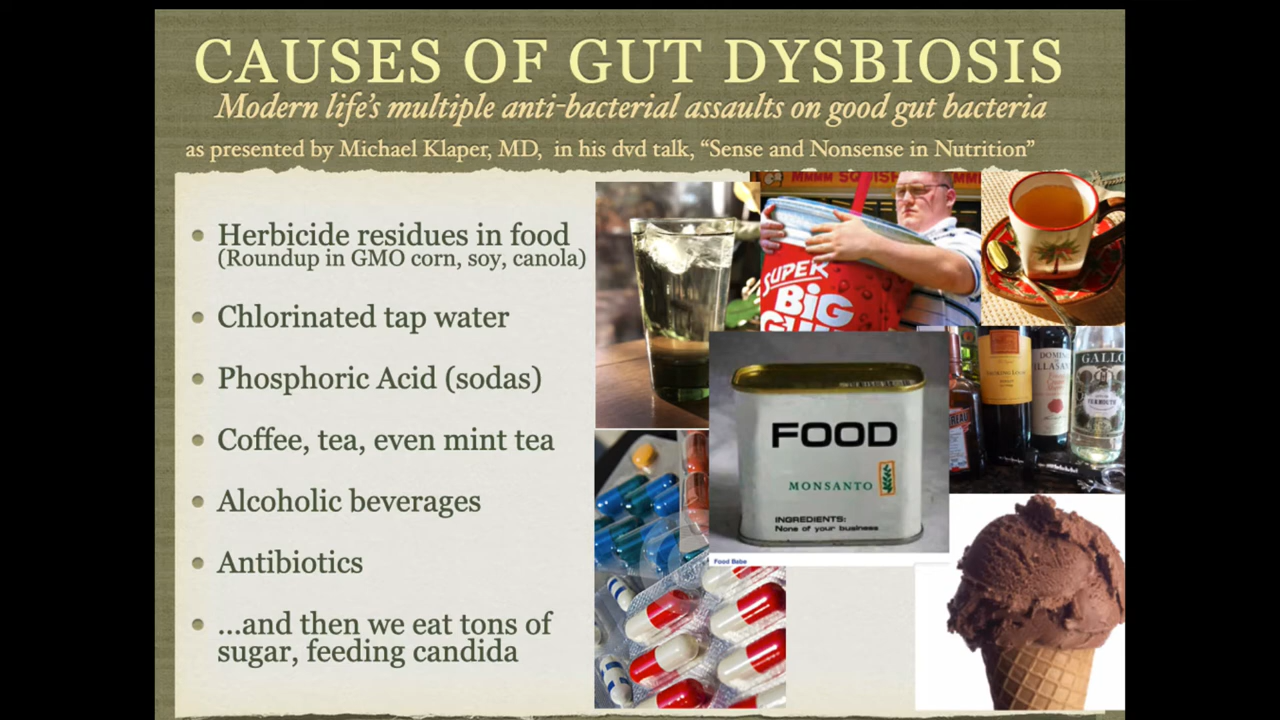 CAUSES OF GUT DYSBIOSIS
Modern life's multiple anti-bacterial assaults on good gut bacteria
as presented by Michael Klaper, MD, in his dvd talk, “Sense and Nonsense in Nutrition”
• Herbicide residues in food
(Roundup in GMO corn, soy, canola)
• Chlorinated tap water
• Phosphoric Acid (sodas)
• Coffee, tea, even mint tea
• Alcoholic beverages
• Antibiotics
• ...and then we eat tons of
sugar, feeding candida
MMMM
SUPER
BiG
GALLO
VERMOUTH
FOOD
MONSANTO
INGREDIENTS:
None of your business
Food Babe